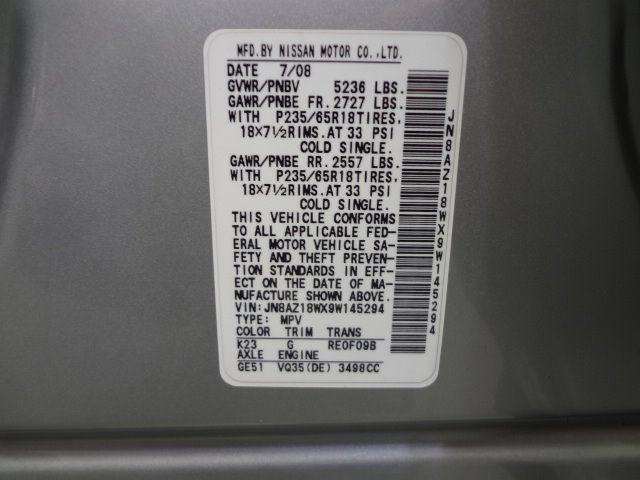 MFD.BY NISSAN MOTOR CO.,LTD.
DATE 7/08
GVWR/PNBV 5236 LBS.
GAWR/PNBE FR. 2727 LBS.
WITH P235/65R18TIRES.
18X7½RIMS.AT 33 PSI
COLD SINGLE.
GAWR/PNBE RR. 2557 LBS.
WITH P235/65R18TIRES.
18X7½RIMS.AT 33 PSI
COLD SINGLE.
THIS VEHICLE CONFORMS
TO ALL APPLICABLE FED-
ERAL MOTOR VEHICLE SA-
FETY AND THEFT PREVEN-
TION STANDARDS IN EFF-
ECT ON THE DATE OF MA-
NUFACTURE SHOWN ABOVE.
VIN:JN8AZ18WX9W145294
TYPE: MPV
COLOR TRIM TRANS
K23 G RE0F09B
AXLE ENGINE
GE51 VQ35(DE) 3498CC
JN8AZ18WX9W145294